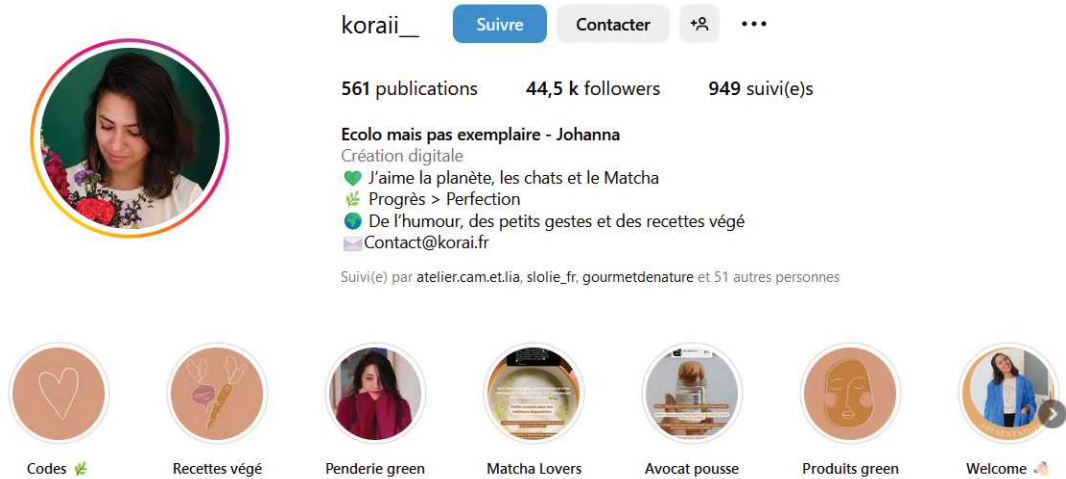 koraii__ Suivre Contacter
561 publications 44,5 k followers 949 suivi(e)s
Ecolo mais pas exemplaire - Johanna
Création digitale
💚 J'aime la planète, les chats et le Matcha
🌿 Progrès > Perfection
🌍 De l'humour, des petits gestes et des recettes végé
✉️Contact@korai.fr
Suivi(e) par atelier.cam.et.lia, slolie_fr, gourmetdenature et 51 autres personnes
Codes 🌿 Recettes végé Penderie green Matcha Lovers Avocat pousse Produits green Welcome 👋🏻